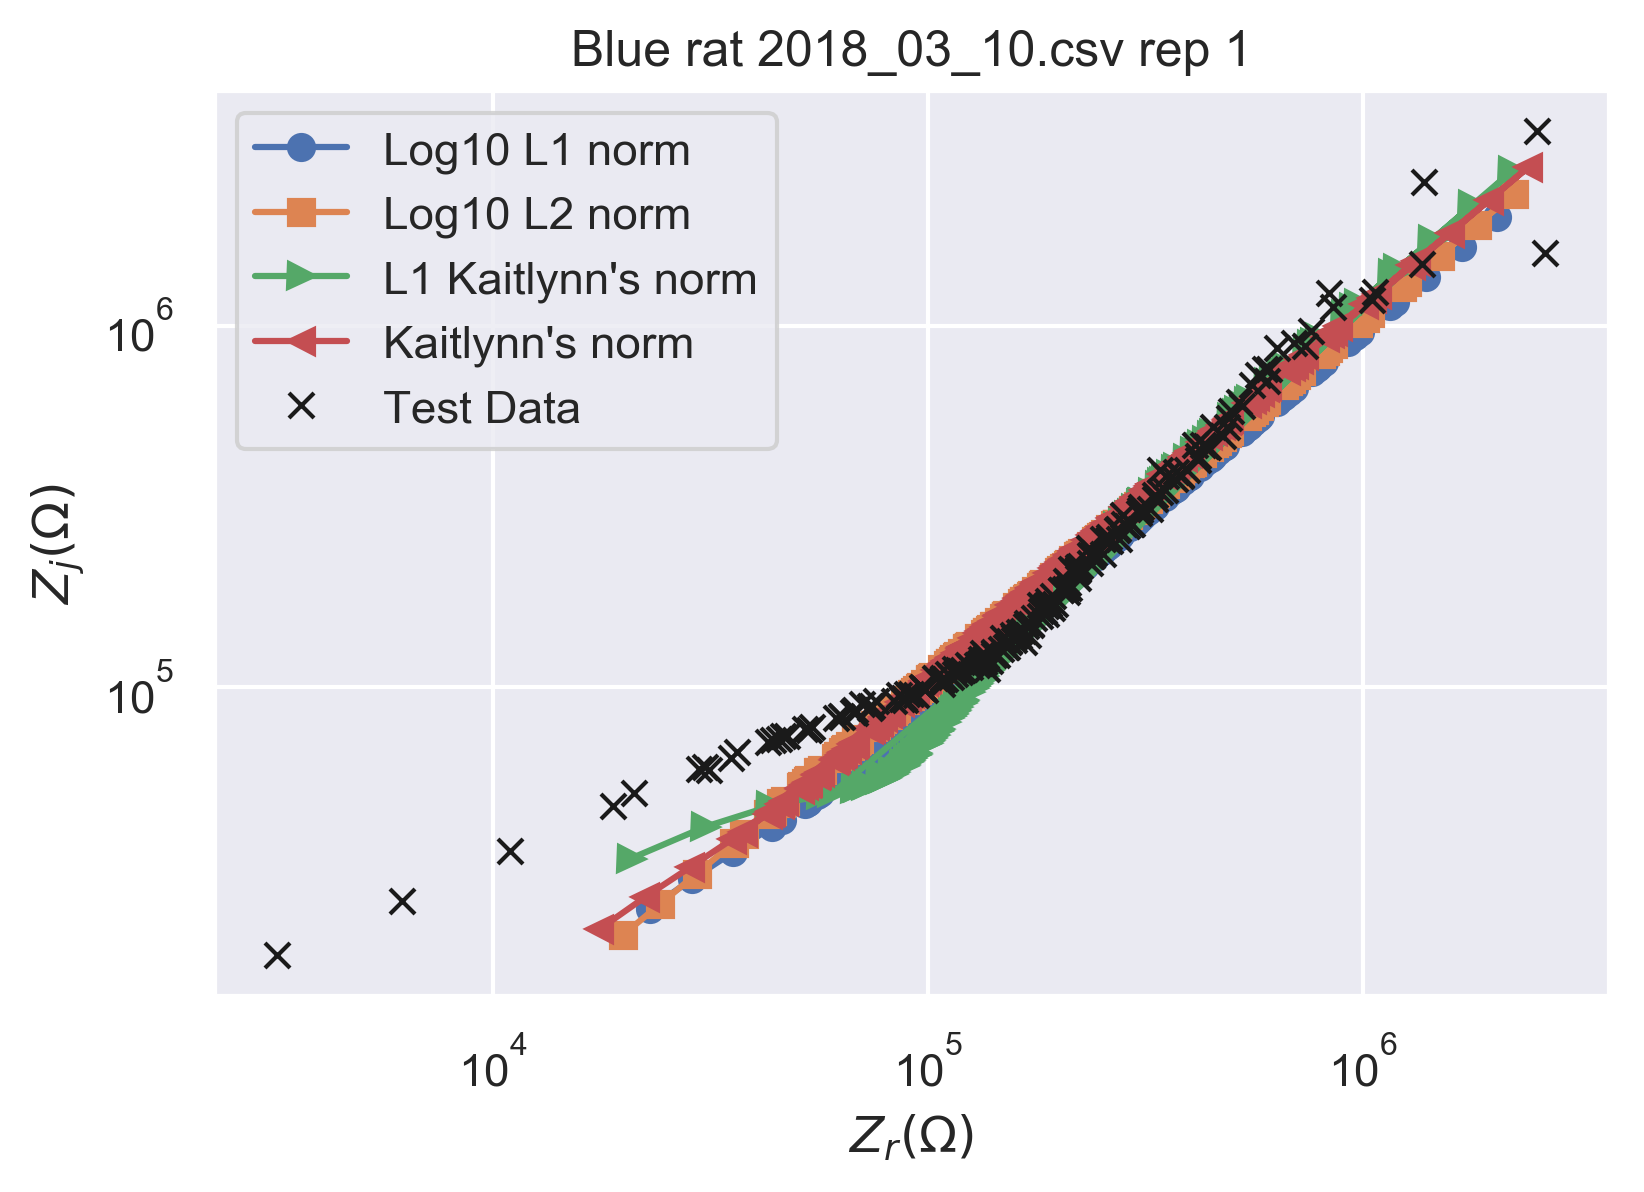 Blue rat 2018_03_10.csv rep 1
Log10 L1 norm
Log10 L2 norm
L1 Kaitlynn's norm
Kaitlynn's norm
Test Data
10^6
10^5
Z_j(Ω)
10^4 10^5 10^6
Z_r(Ω)